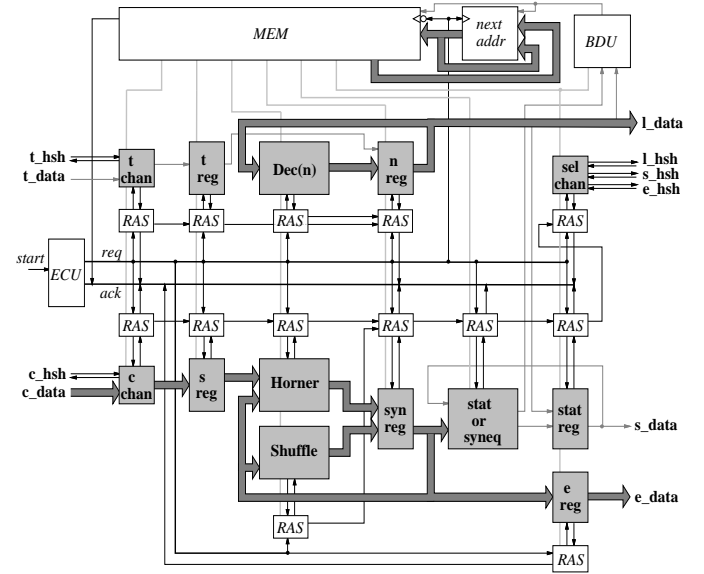 MEM
next
addr
BDU
l_data
t_hsh
t_data
t
chan
t
reg
Dec(n)
n
reg
sel
chan
l_hsh
s_hsh
e_hsh
RAS
RAS
RAS
RAS
RAS
start
ECU
req
ack
RAS
RAS
RAS
RAS
RAS
RAS
c_hsh
c_data
c
chan
s
reg
Horner
Shuffle
syn
reg
stat
or
syneq
stat
reg
s_data
e
reg
e_data
RAS
RAS